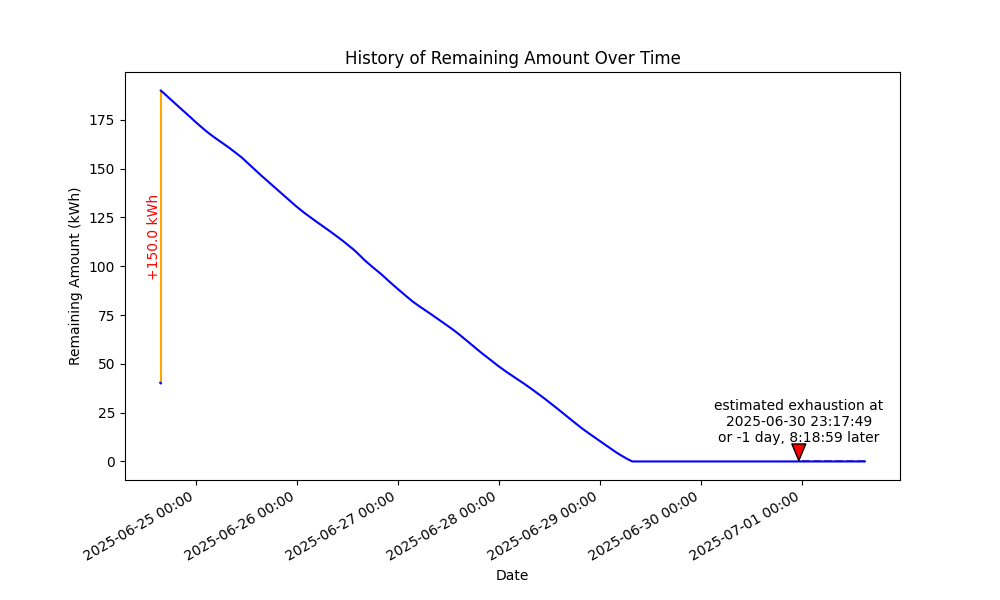 History of Remaining Amount Over Time
Remaining Amount (kWh)
175
150
125
100
75
50
25
0
+150.0 kWh
estimated exhaustion at
2025-06-30 23:17:49
or -1 day, 8:18:59 later
2025-06-25 00:00
2025-06-26 00:00
2025-06-27 00:00
2025-06-28 00:00
2025-06-29 00:00
2025-06-30 00:00
2025-07-01 00:00
Date